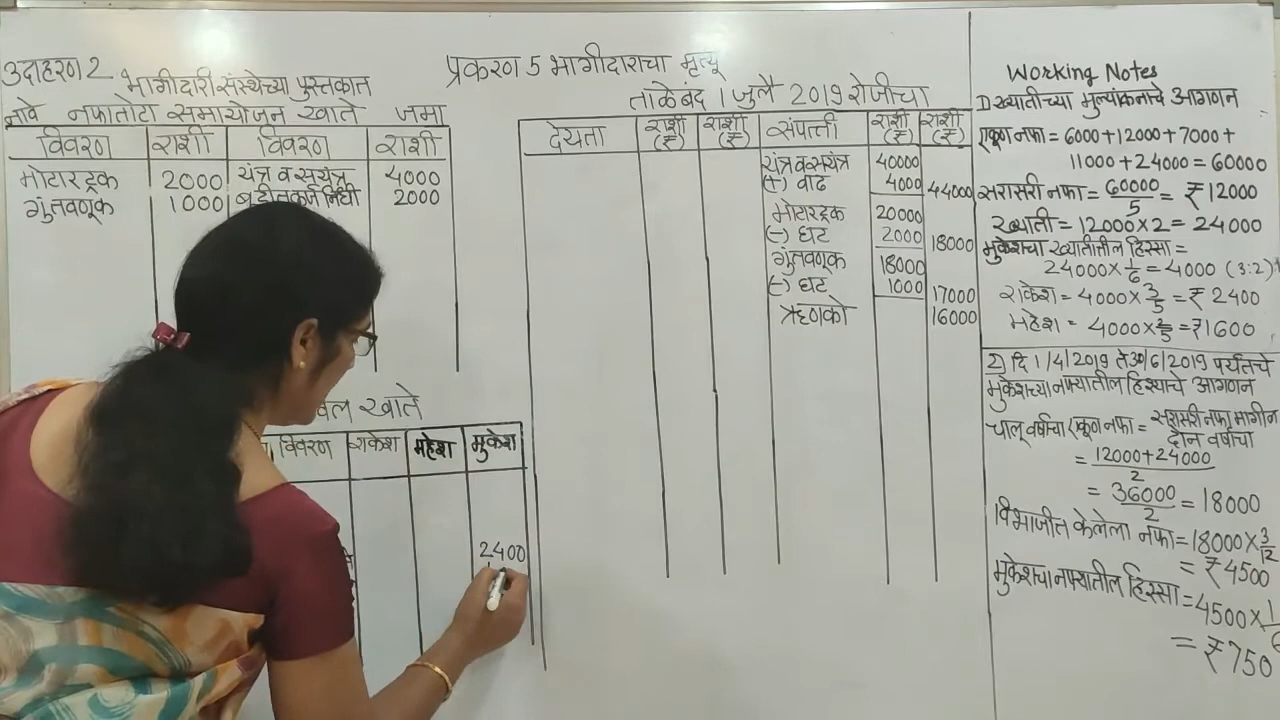 उदाहरण 2
प्रकरण 5 भागीदाराचा मृत्यू
भागीदारी संस्थेच्या पुस्तकात
नावे नफातोटा समायोजन खाते जमा
विवरण राशी विवरण राशी
मोटारट्रक 2000 यंत्र व सयंत्र 4000
गुंतवणूक 1000 बुडीत कर्ज निधी 2000
खाते
विवरण राकेश महेश मुकेश
2400
ताळेबंद 1 जुलै 2019 रोजीचा
देयता राशी (₹) राशी (₹) संपत्ती राशी (₹) राशी (₹)
यंत्र व सयंत्र 40000
(+) वाढ 4000 44000
मोटारट्रक 20000
(-) घट 2000 18000
गुंतवणूक 18000
(-) घट 1000 17000
ऋणको 16000
Working Notes
1) ख्यातीच्या मुल्यांकनाचे आगणन
एकूण नफा = 6000+12000+7000+
11000+24000 = 60000
सरासरी नफा = 60000/5 = ₹ 12000
ख्याती = 12000×2 = 24000
मुकेशचा ख्यातीतील हिस्सा =
24000×1/6 = 4000 (3:2)
राकेश = 4000×3/5 = ₹ 2400
महेश = 4000×2/5 = ₹1600
2) दि 1/4/2019 ते 30/6/2019 पर्यंतचे
मुकेशच्या नफ्यातील हिश्याचे आगणन
चालू वर्षाचा एकूण नफा = सरासरी नफा मागील
दोन वर्षाचा
= 12000+24000/2
= 36000/2 = 18000
विभाजीत केलेला नफा = 18000×3/12
= ₹4500
मुकेशचा नफ्यातील हिस्सा = 4500×1/6
= ₹750